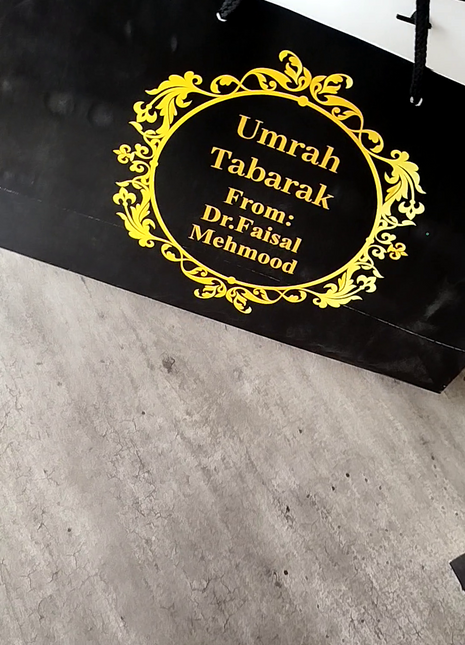 Umrah
Tabarak
From:
Dr.Faisal
Mehmood